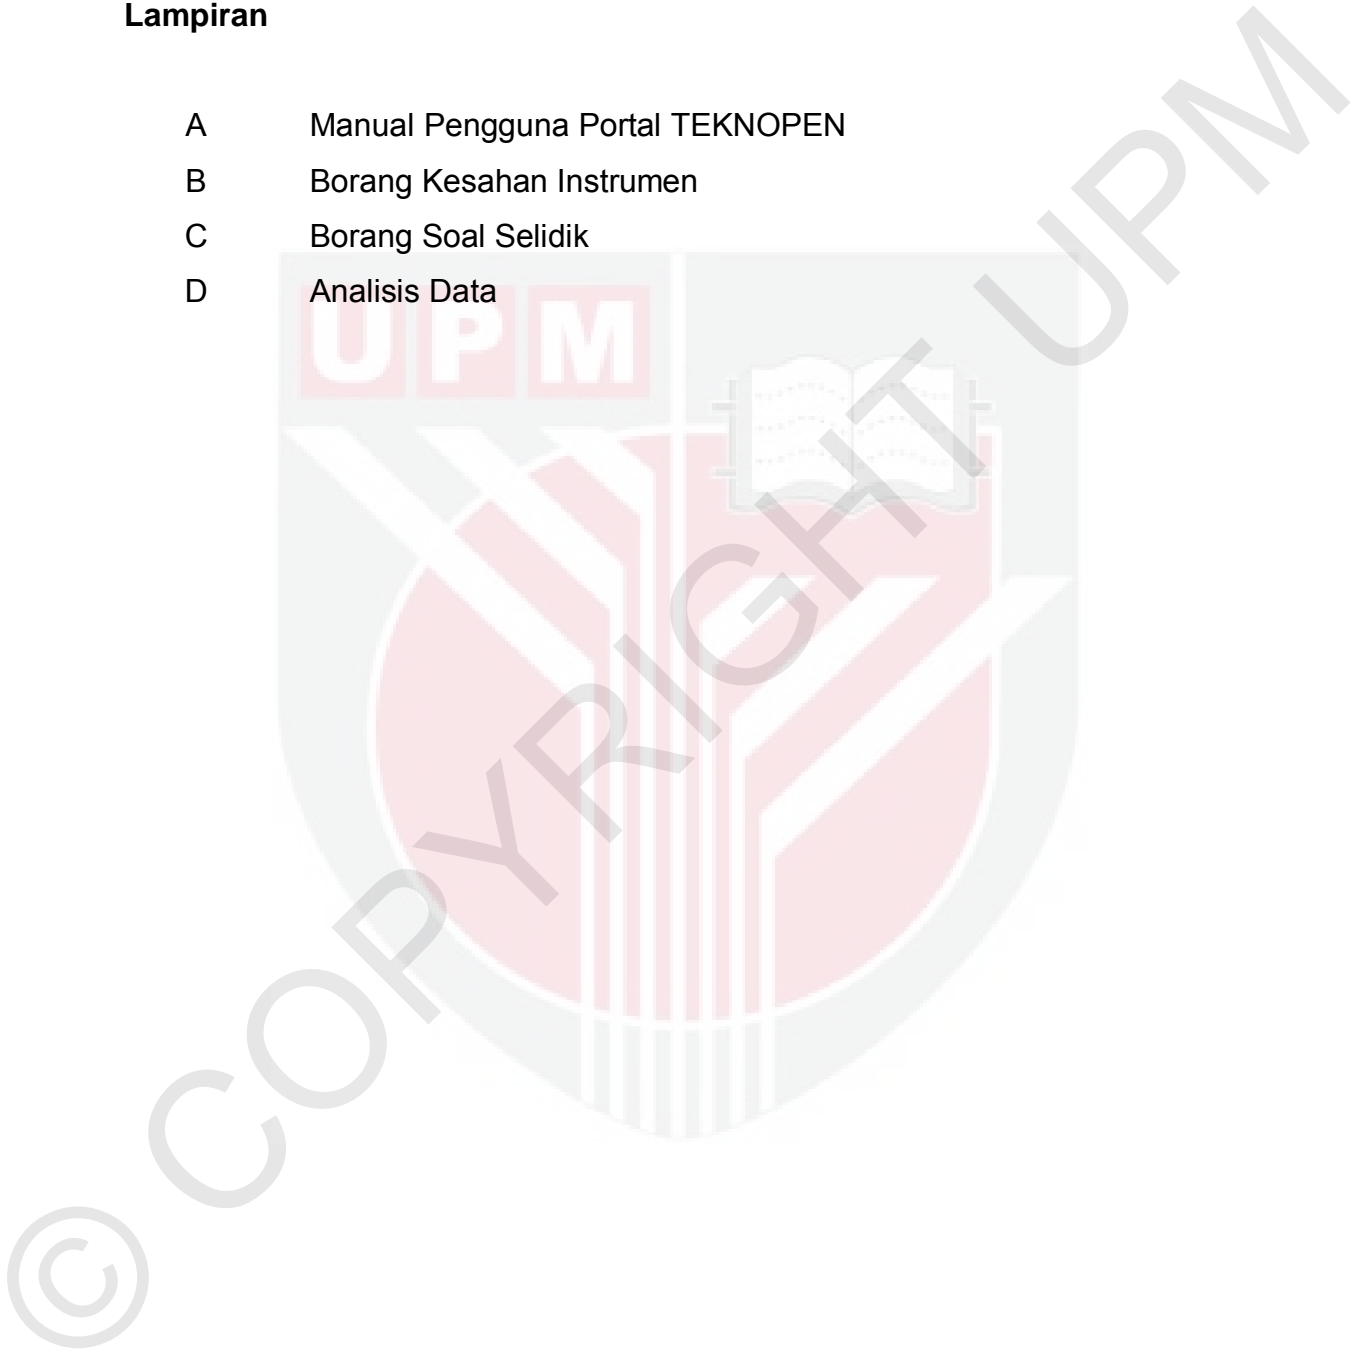 Lampiran
A Manual Pengguna Portal TEKNOPEN
B Borang Kesahan Instrumen
C Borang Soal Selidik
D Analisis Data
UPM
© COPYRIGHT UPM